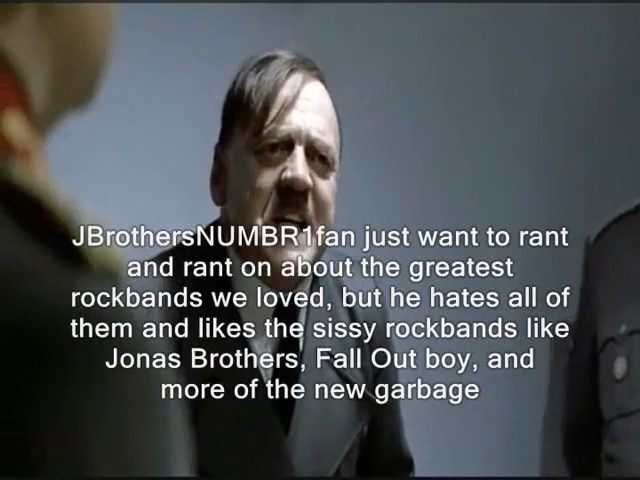 JBrothersNUMBR1fan just want to rant
and rant on about the greatest
rockbands we loved, but he hates all of
them and likes the sissy rockbands like
Jonas Brothers, Fall Out boy, and
more of the new garbage